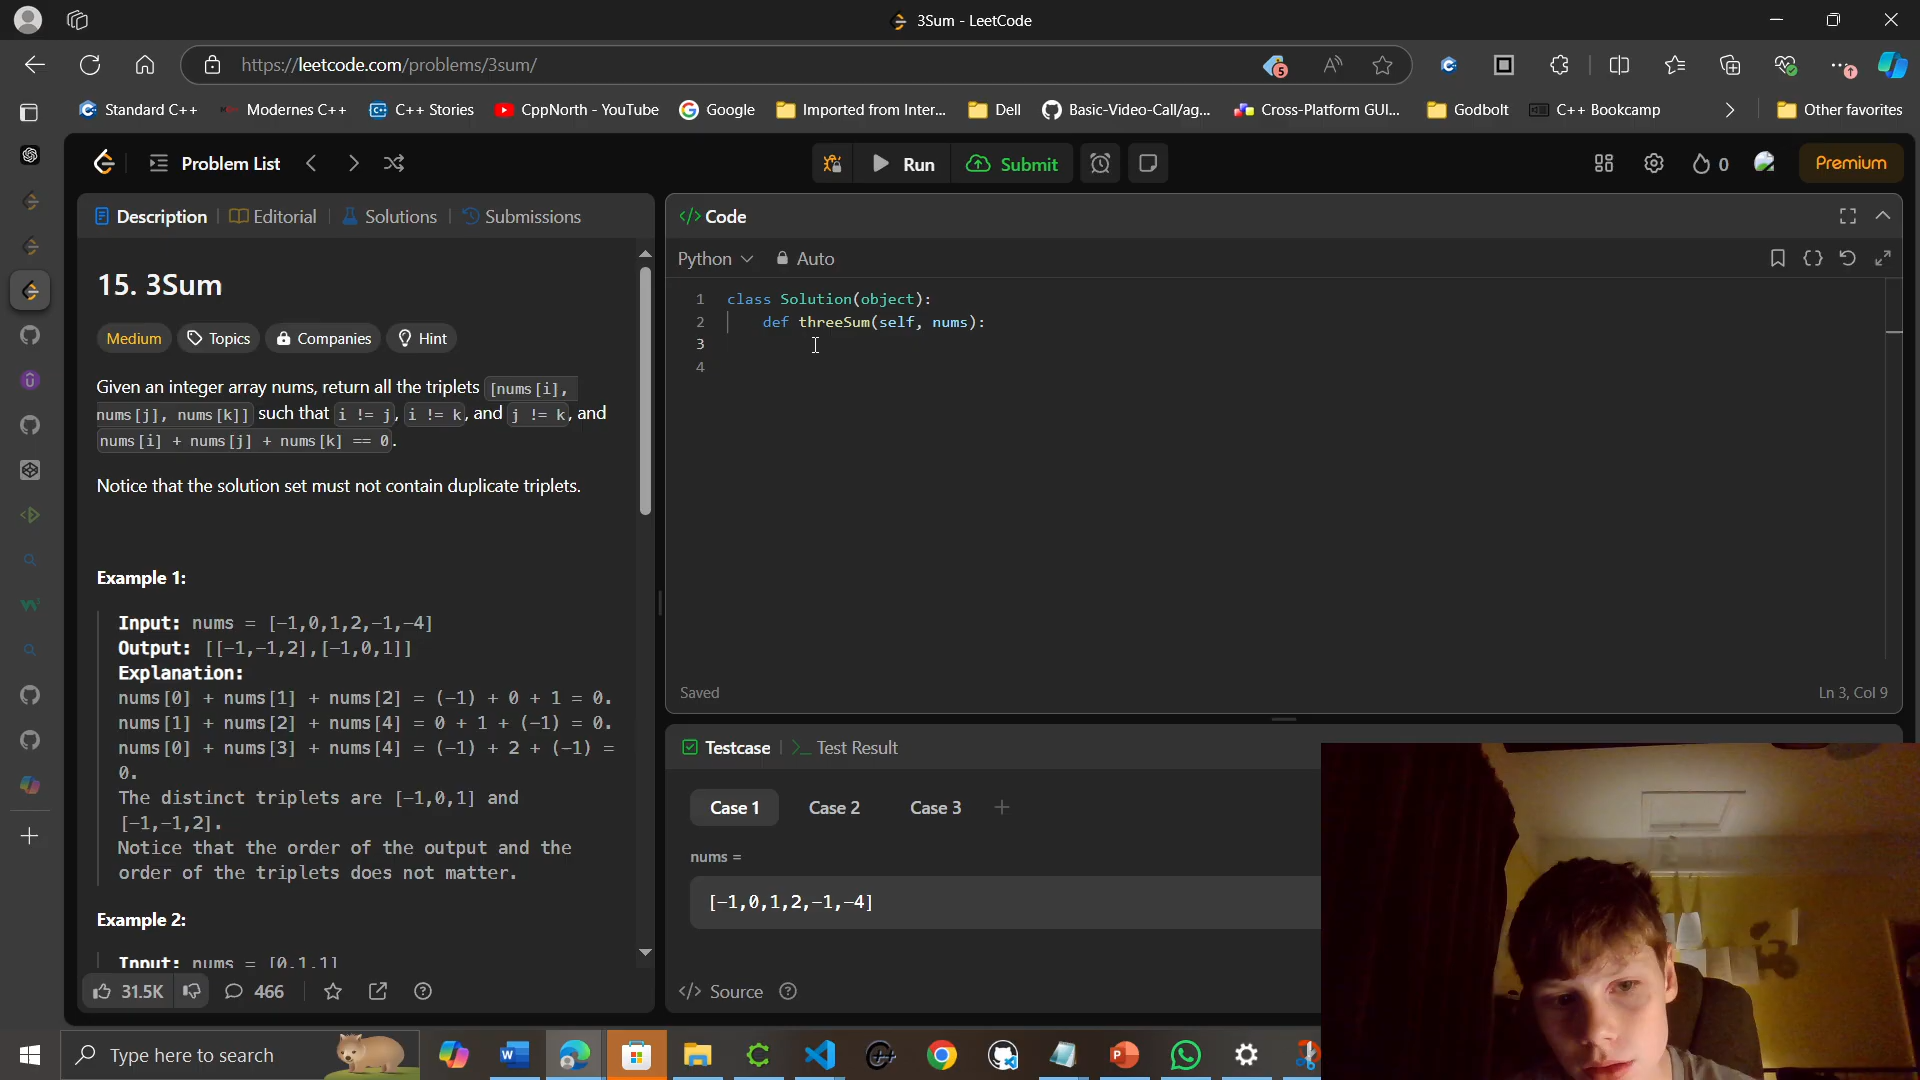 3Sum - LeetCode
https://leetcode.com/problems/3sum/
5
Standard C++
Modernes C++
C++ Stories
CppNorth - YouTube
Google
Imported from Inter...
Dell
Basic-Video-Call/ag...
Cross-Platform GUI...
Godbolt
C++ Bookcamp
Other favorites
Problem List
Run
Submit
0
Premium
Description
Editorial
Solutions
Submissions
</> Code
Python
Auto
15. 3Sum
Medium
Topics
Companies
Hint
Given an integer array nums, return all the triplets [nums[i],
nums[j], nums[k]] such that i != j, i != k, and j != k, and
nums[i] + nums[j] + nums[k] == 0.
Notice that the solution set must not contain duplicate triplets.
Example 1:
Input: nums = [-1,0,1,2,-1,-4]
Output: [[-1,-1,2],[-1,0,1]]
Explanation:
nums[0] + nums[1] + nums[2] = (-1) + 0 + 1 = 0.
nums[1] + nums[2] + nums[4] = 0 + 1 + (-1) = 0.
nums[0] + nums[3] + nums[4] = (-1) + 2 + (-1) =
0.
The distinct triplets are [-1,0,1] and
[-1,-1,2].
Notice that the order of the output and the
order of the triplets does not matter.
Example 2:
Input: nums = [0,1,1]
31.5K
466
1 class Solution(object):
2 def threeSum(self, nums):
3
4
Saved
Ln 3, Col 9
Testcase
Test Result
Case 1
Case 2
Case 3
nums =
[-1,0,1,2,-1,-4]
</> Source
Type here to search